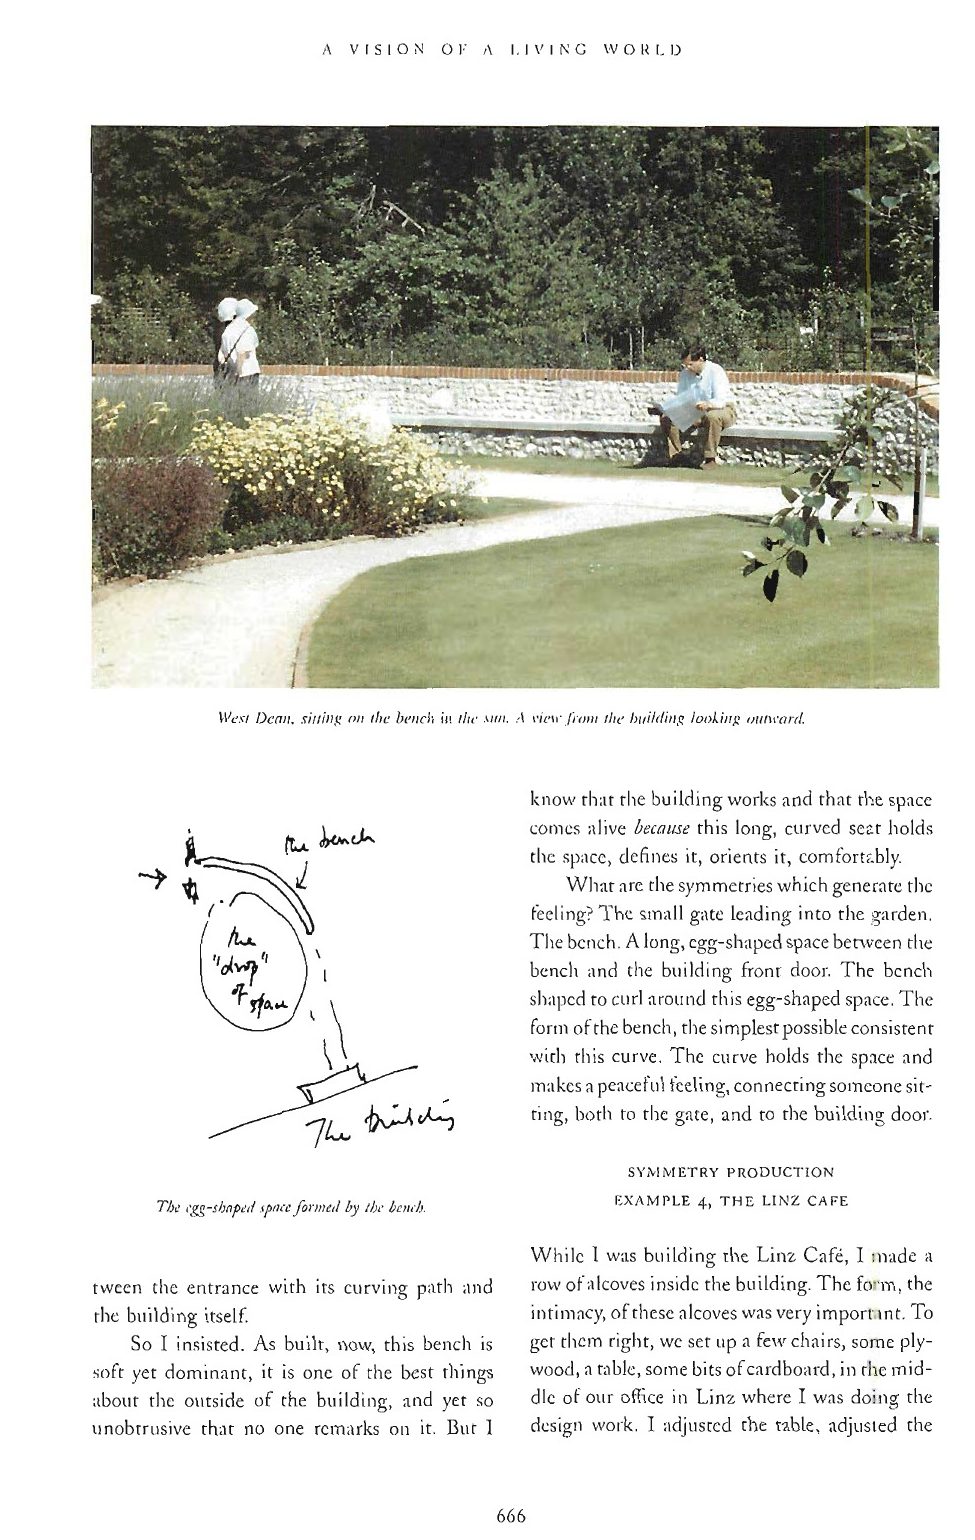 A VISION OF A LIVING WORLD
West Dean, sitting on the bench in the sun. A view from the building looking outward.
the bench
the
"drop"
of space
The building
The egg-shaped space formed by the bench.
tween the entrance with its curving path and
the building itself.
So I insisted. As built, now, this bench is
soft yet dominant, it is one of the best things
about the outside of the building, and yet so
unobtrusive that no one remarks on it. But I
know that the building works and that the space
comes alive because this long, curved seat holds
the space, defines it, orients it, comfortably.
What are the symmetries which generate the
feeling? The small gate leading into the garden.
The bench. A long, egg-shaped space between the
bench and the building front door. The bench
shaped to curl around this egg-shaped space. The
form of the bench, the simplest possible consistent
with this curve. The curve holds the space and
makes a peaceful feeling, connecting someone sit-
ting, both to the gate, and to the building door.
SYMMETRY PRODUCTION
EXAMPLE 4, THE LINZ CAFE
While I was building the Linz Café, I made a
row of alcoves inside the building. The form, the
intimacy, of these alcoves was very important. To
get them right, we set up a few chairs, some ply-
wood, a table, some bits of cardboard, in the mid-
dle of our office in Linz where I was doing the
design work. I adjusted the table, adjusted the
666